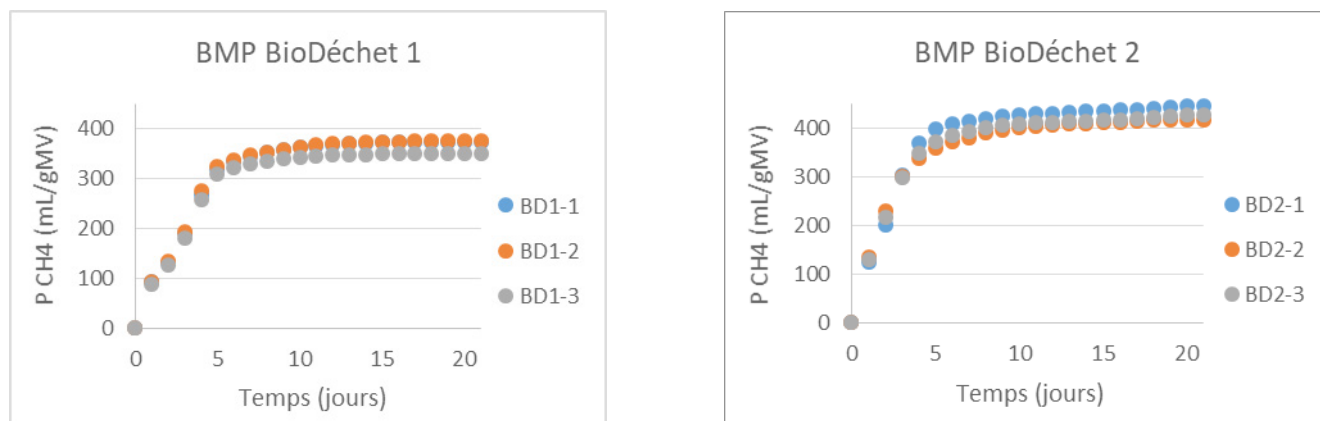 BMP BioDéchet 1
P CH4 (mL/gMV)
400
300
200
100
0
0 5 10 15 20
Temps (jours)
BD1-1
BD1-2
BD1-3
BMP BioDéchet 2
P CH4 (mL/gMV)
400
300
200
100
0
0 5 10 15 20
Temps (jours)
BD2-1
BD2-2
BD2-3